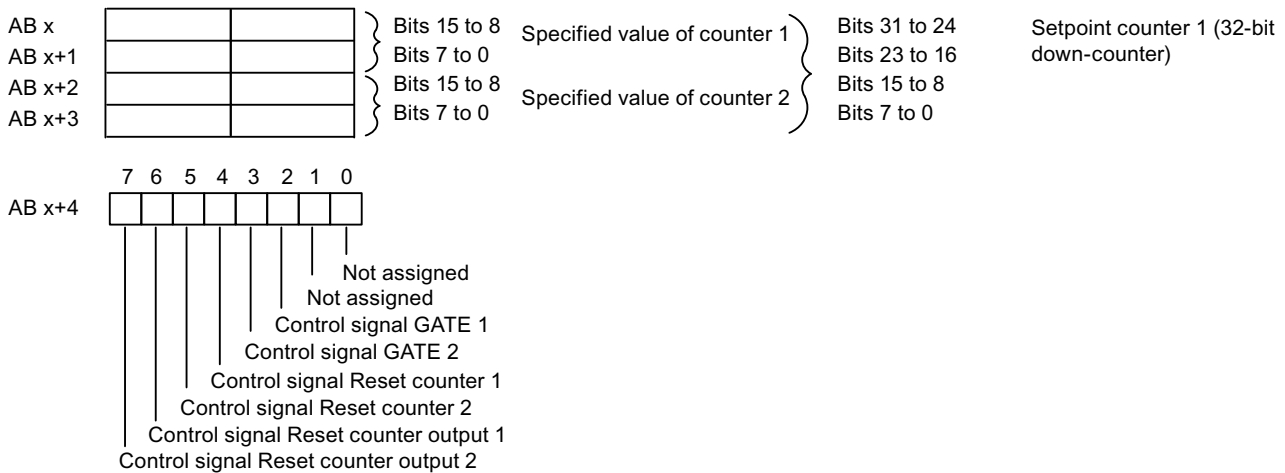 AB x
Bits 15 to 8
Specified value of counter 1
Bits 31 to 24
Setpoint counter 1 (32-bit
AB x+1
Bits 7 to 0
Bits 23 to 16
down-counter)
AB x+2
Bits 15 to 8
Specified value of counter 2
Bits 15 to 8
AB x+3
Bits 7 to 0
Bits 7 to 0
7 6 5 4 3 2 1 0
AB x+4
Not assigned
Not assigned
Control signal GATE 1
Control signal GATE 2
Control signal Reset counter 1
Control signal Reset counter 2
Control signal Reset counter output 1
Control signal Reset counter output 2